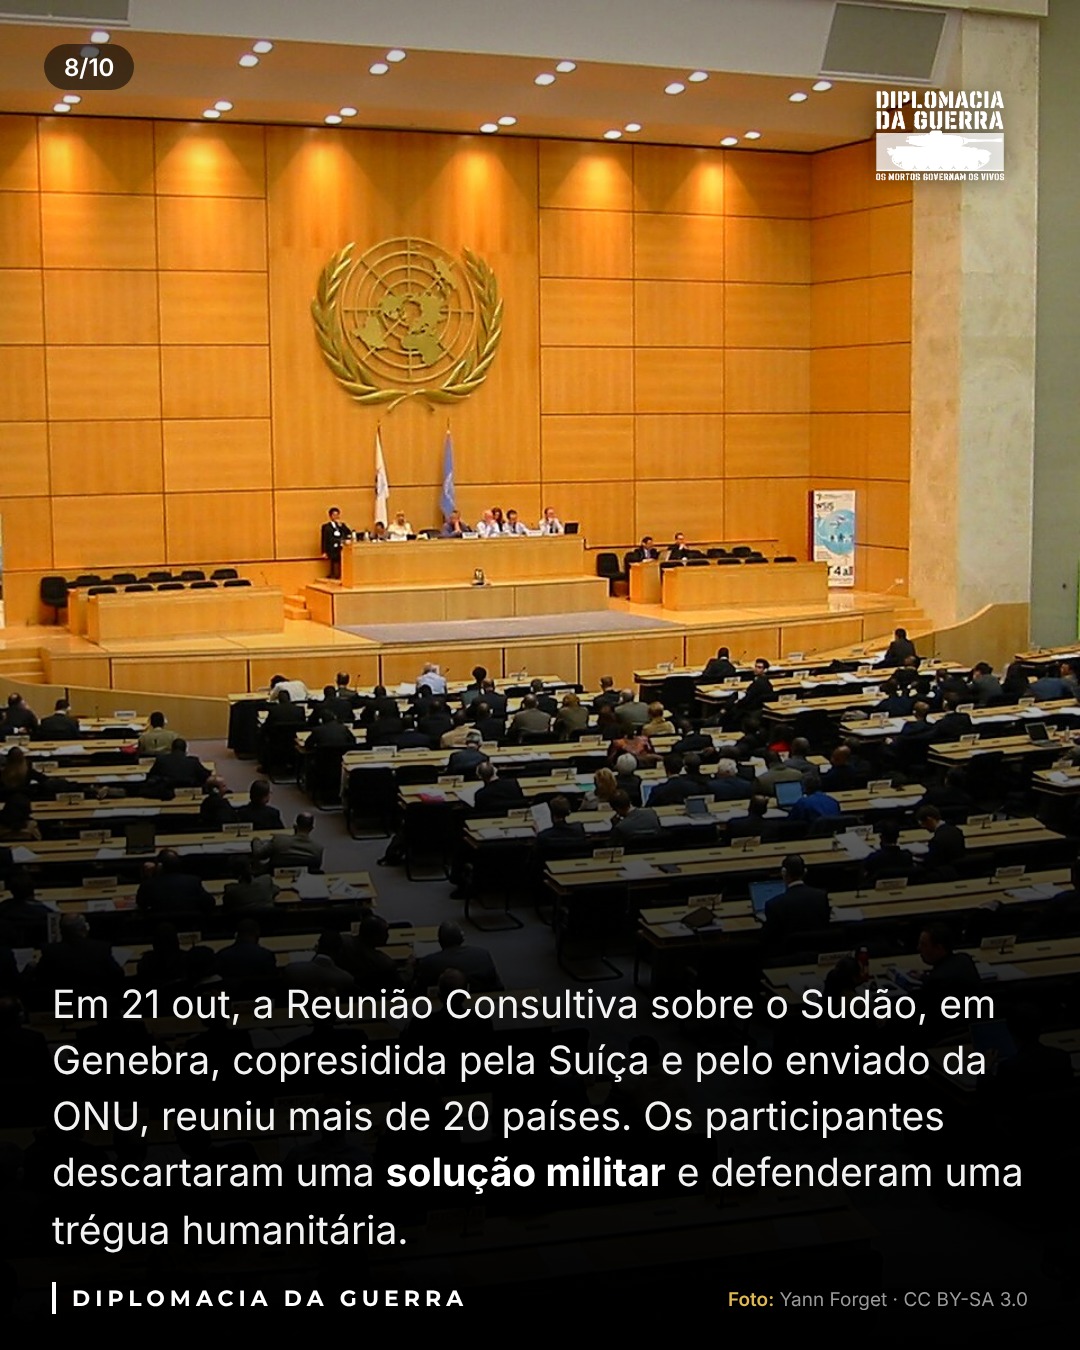 8/10
DIPLOMACIA
DA GUERRA
OS MORTOS GOVERNAM OS VIVOS
Em 21 out, a Reunião Consultiva sobre o Sudão, em
Genebra, copresidida pela Suíça e pelo enviado da
ONU, reuniu mais de 20 países. Os participantes
descartaram uma solução militar e defenderam uma
trégua humanitária.
DIPLOMACIA DA GUERRA
Foto: Yann Forget · CC BY-SA 3.0